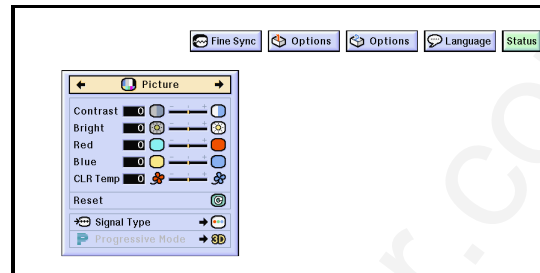 Fine Sync Options Options Language Status
Picture
Contrast 0
Bright 0
Red 0
Blue 0
CLR Temp 0
Reset
Signal Type
P Progressive Mode 3D